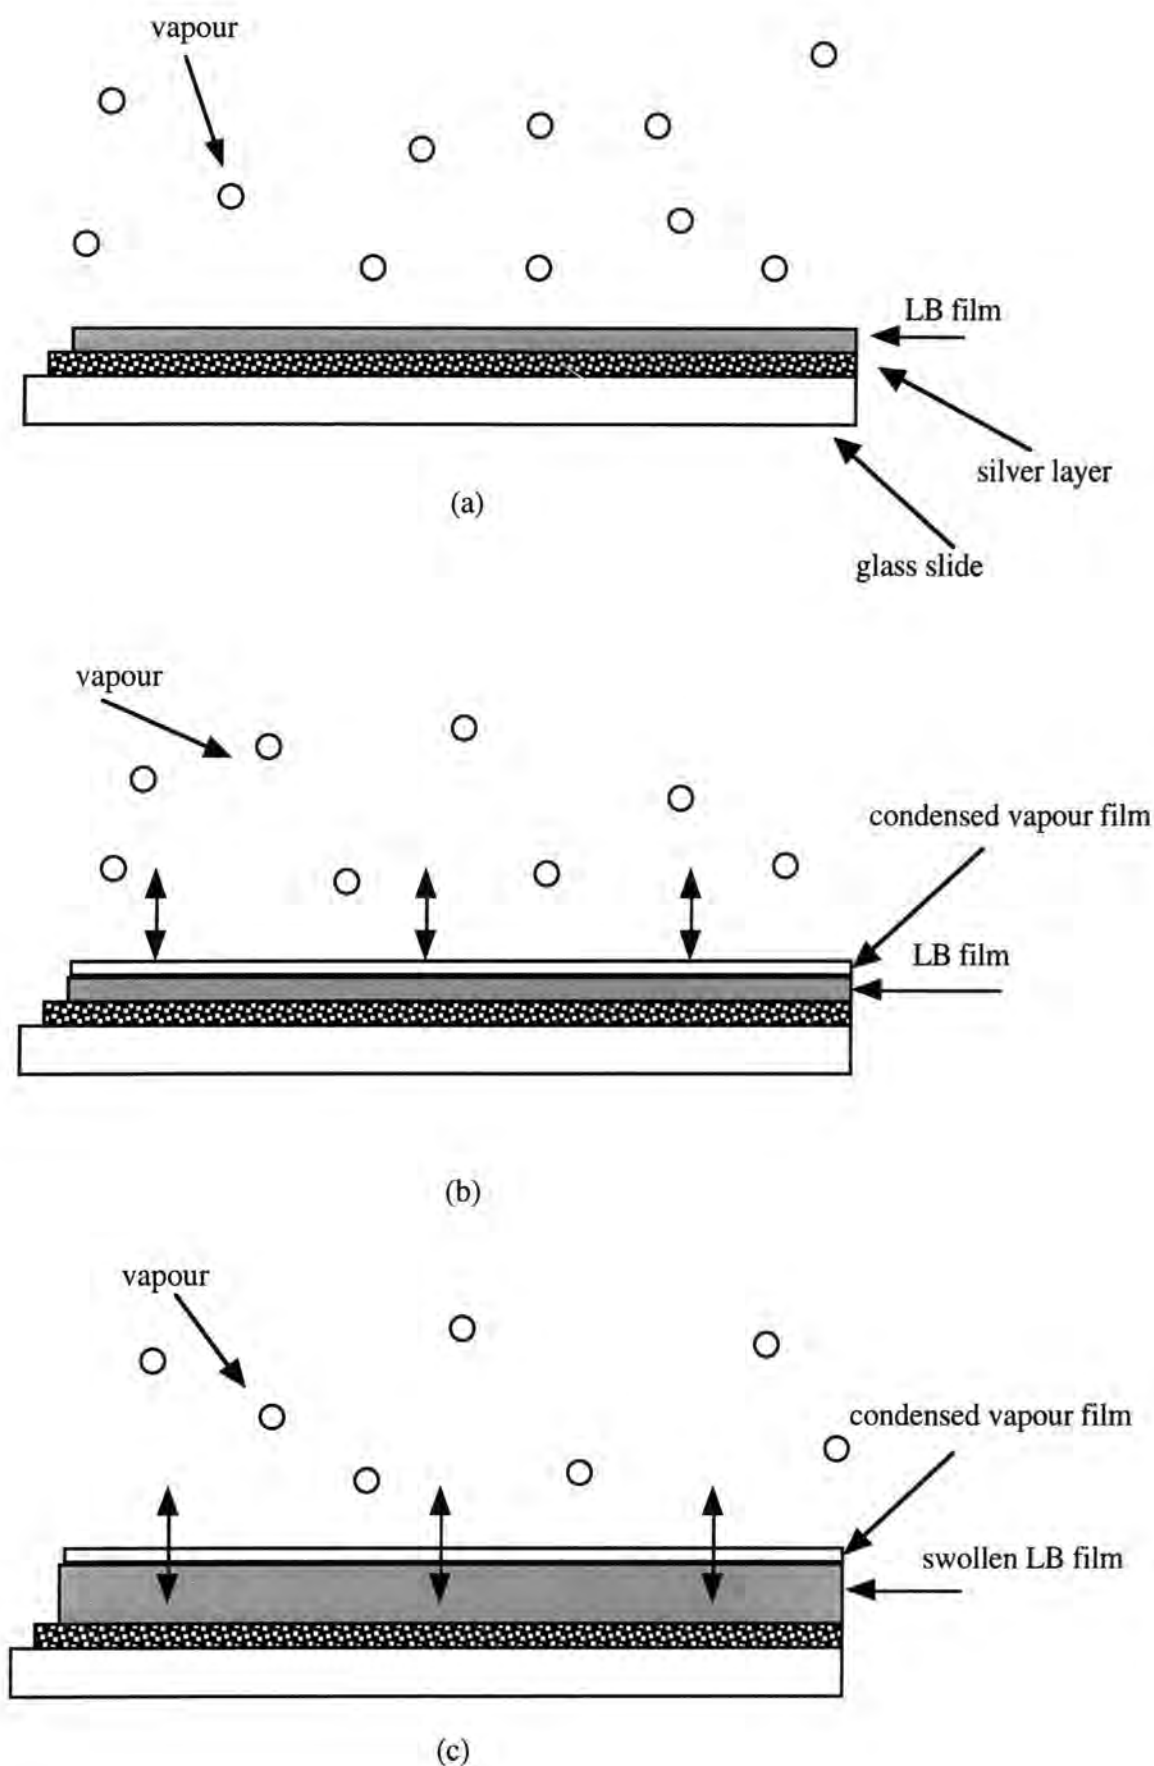 vapour
LB film
silver layer
(a)
glass slide
vapour
condensed vapour film
LB film
(b)
vapour
condensed vapour film
swollen LB film
(c)